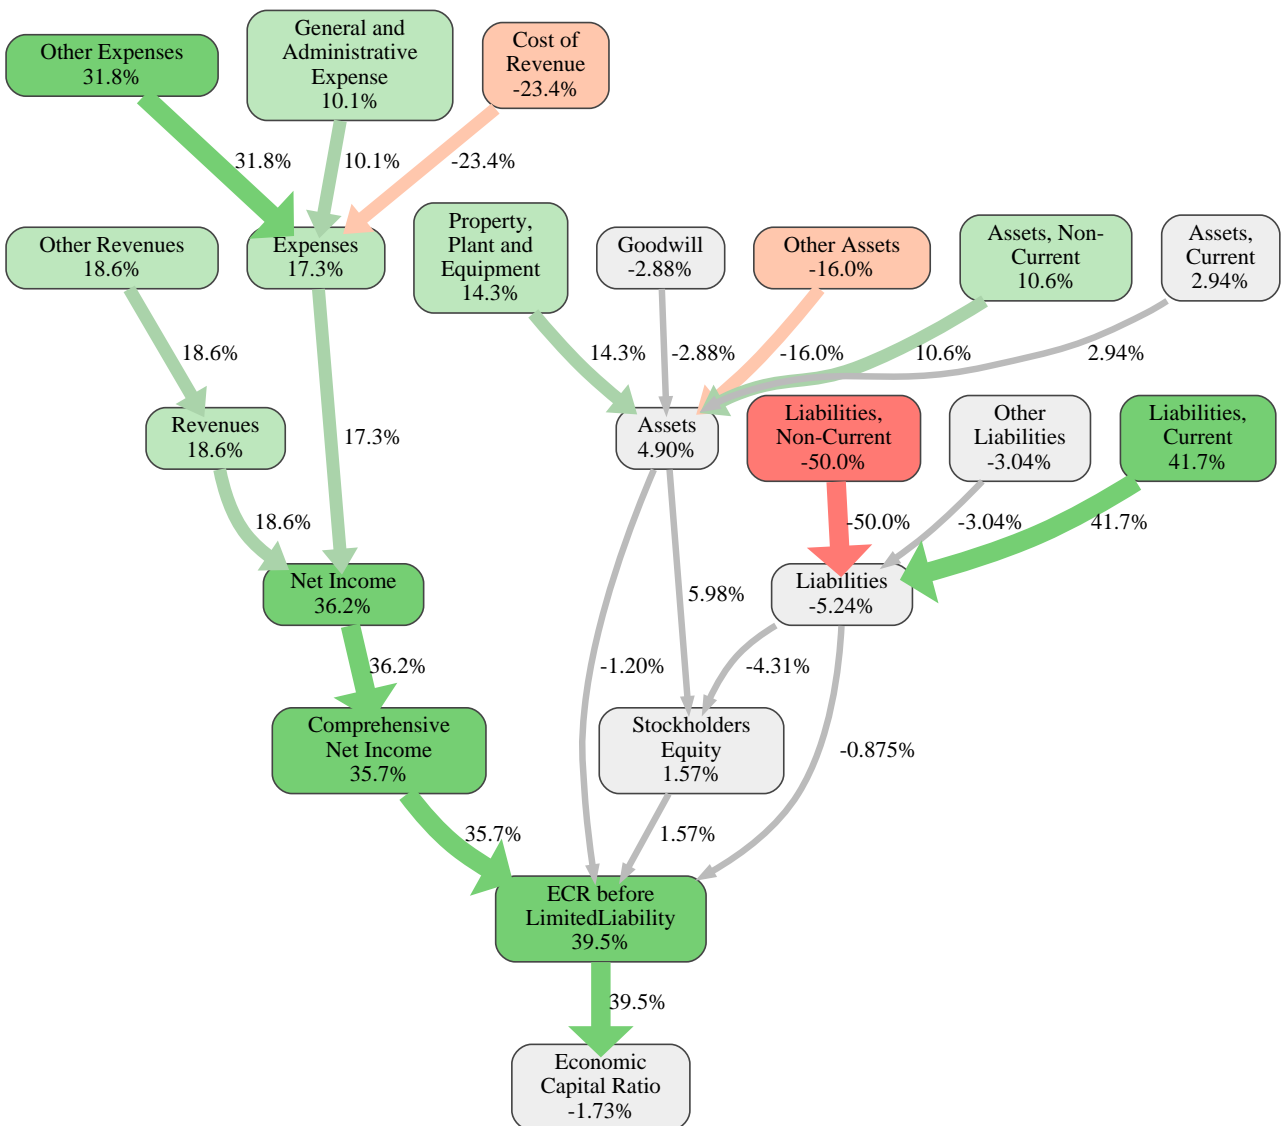 Other Expenses
31.8%
General and
Administrative
Expense
10.1%
Cost of
Revenue
-23.4%
31.8%
10.1%
-23.4%
Other Revenues
18.6%
Expenses
17.3%
Property,
Plant and
Equipment
14.3%
Goodwill
-2.88%
Other Assets
-16.0%
Assets, Non-
Current
10.6%
Assets,
Current
2.94%
18.6%
14.3%
-2.88%
-16.0%
10.6%
2.94%
Revenues
18.6%
17.3%
Assets
4.90%
Liabilities,
Non-Current
-50.0%
Other
Liabilities
-3.04%
Liabilities,
Current
41.7%
18.6%
-50.0%
-3.04%
41.7%
Net Income
36.2%
5.98%
Liabilities
-5.24%
36.2%
-1.20%
-4.31%
Comprehensive
Net Income
35.7%
Stockholders
Equity
1.57%
-0.875%
35.7%
1.57%
ECR before
LimitedLiability
39.5%
39.5%
Economic
Capital Ratio
-1.73%